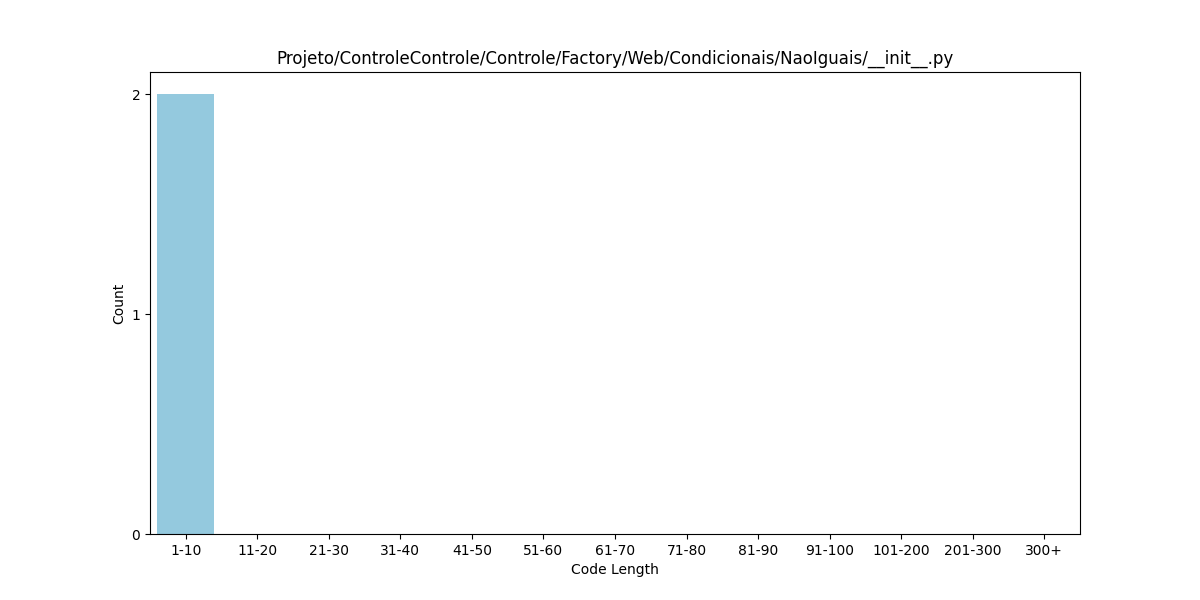 Projeto/ControleControle/Controle/Factory/Web/Condicionais/NaoIguais/__init__.py
2
1
0
Count
1-10 11-20 21-30 31-40 41-50 51-60 61-70 71-80 81-90 91-100 101-200 201-300 300+
Code Length